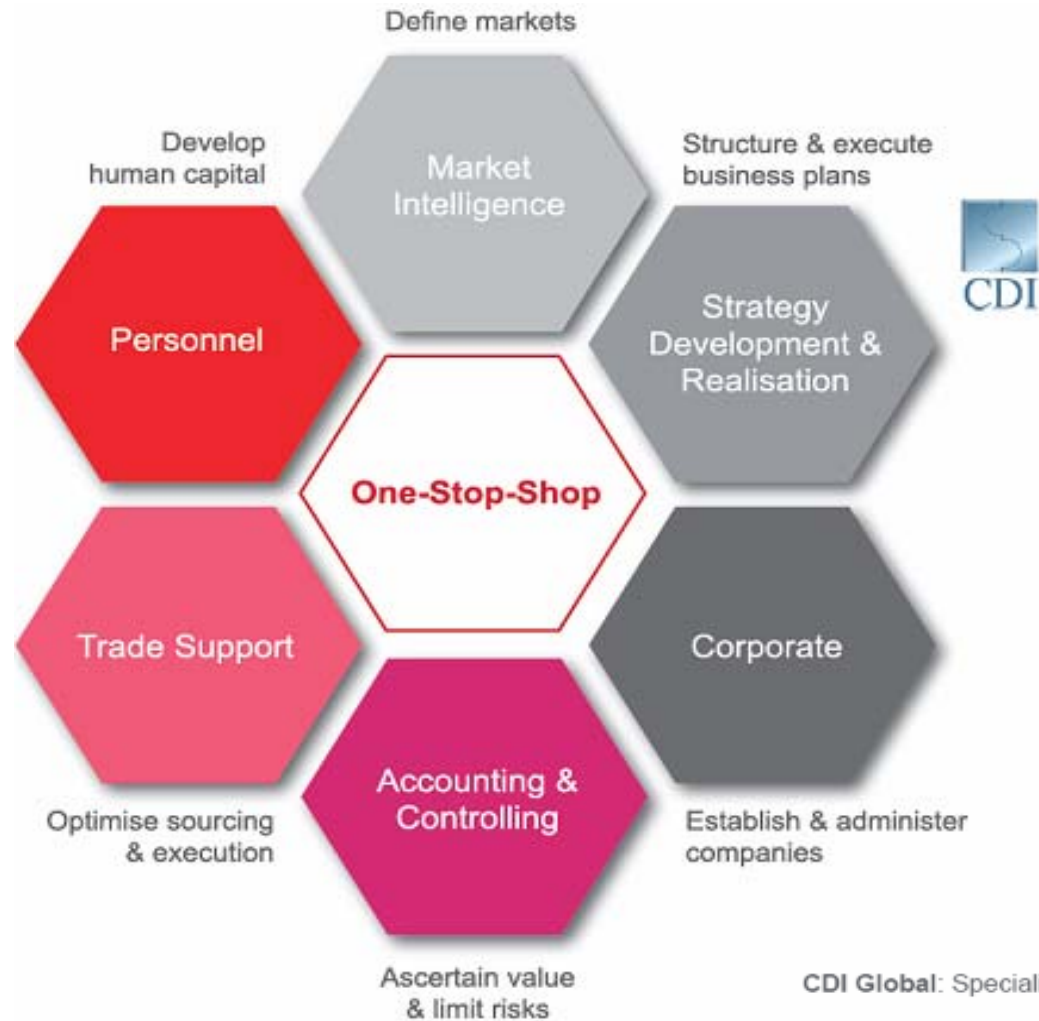 Define markets
Develop
human capital
Market
Intelligence
Structure & execute
business plans
Personnel
Strategy
Development &
Realisation
CDI
One-Stop-Shop
Trade Support
Corporate
Accounting &
Controlling
Optimise sourcing
& execution
Establish & administer
companies
Ascertain value
& limit risks
CDI Global: Special